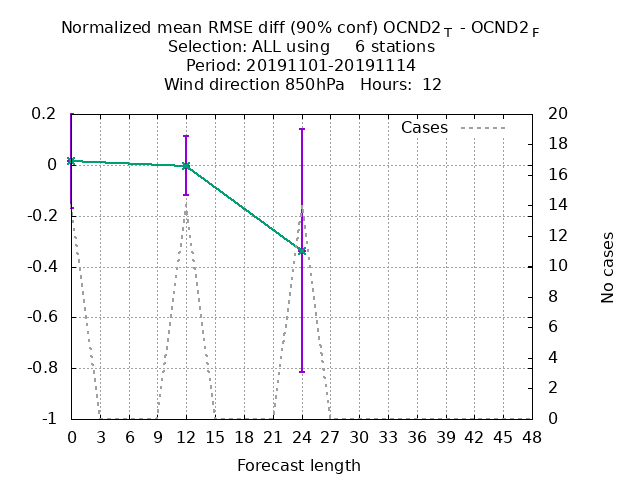 Normalized mean RMSE diff (90% conf) OCND2 T - OCND2 F
Selection: ALL using 6 stations
Period: 20191101-20191114
Wind direction 850hPa Hours: 12
Cases
0.2
0
-0.2
-0.4
-0.6
-0.8
-1
20
18
16
14
12
10
8
6
4
2
0
No cases
0 3 6 9 12 15 18 21 24 27 30 33 36 39 42 45 48
Forecast length